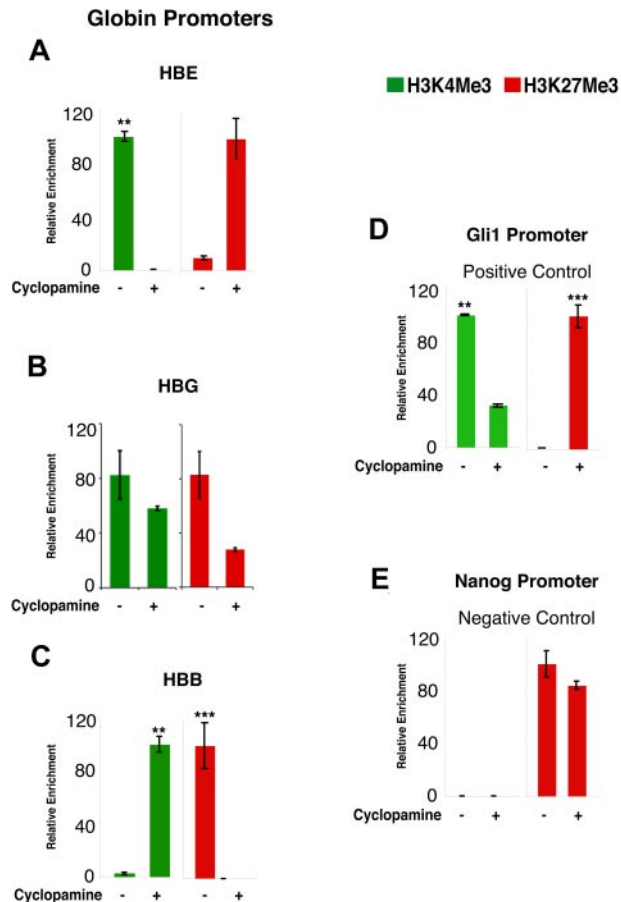 Globin Promoters
A
HBE
H3K4Me3 H3K27Me3
Relative Enrichment
120
80
40
0
**
Cyclopamine - + - +
B
HBG
Relative Enrichment
120
80
40
0
Cyclopamine - + - +
C
HBB
Relative Enrichment
120
80
40
0
** ***
Cyclopamine - + - +
D
Gli1 Promoter
Positive Control
Relative Enrichment
120
80
40
0
** ***
Cyclopamine - + - +
E
Nanog Promoter
Negative Control
Relative Enrichment
120
80
40
0
Cyclopamine - + - +